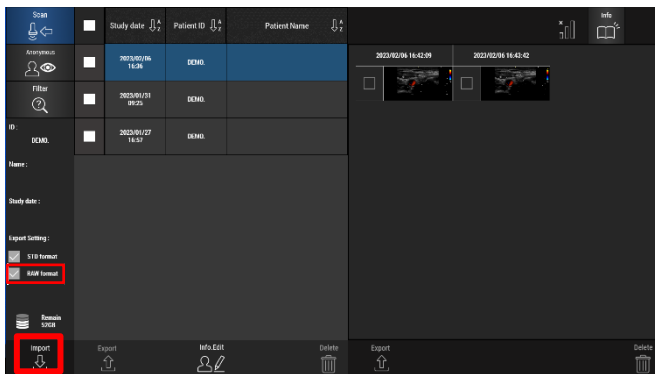 Scan
Anonymous
Filter
ID :
DEMO.
Name :
Study date :
Export Setting :
STD format
RAW format
Remain
52GB
Import
Study date
Patient ID
Patient Name
2023/02/06
16:36
DEMO.
2023/01/31
09:25
DEMO.
2023/01/27
16:57
DEMO.
Export
Info.Edit
Delete
Info
2023/02/06 16:42:09
2023/02/06 16:43:42
Export
Delete